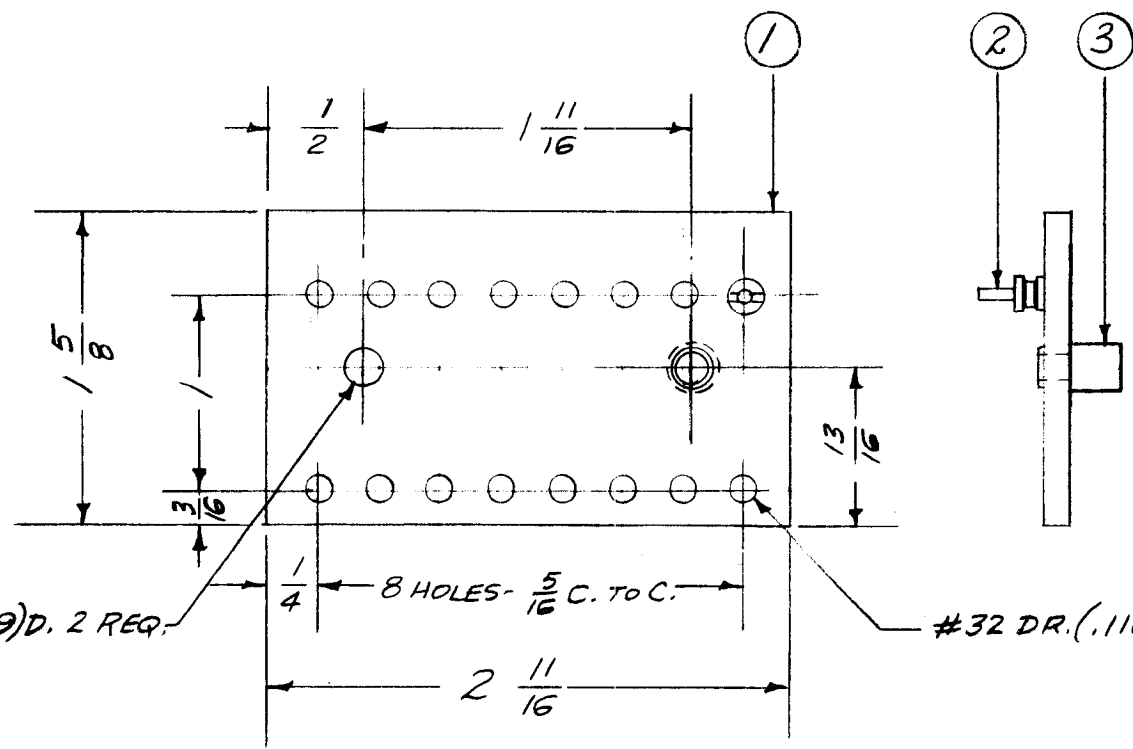 1 2 3
1/2
1 11/16
1 5/8
1
13/16
3/16
1/4
8 HOLES- 5/16 C. TO C.
9)D. 2 REQ.
#32 DR.(.116
2 11/16